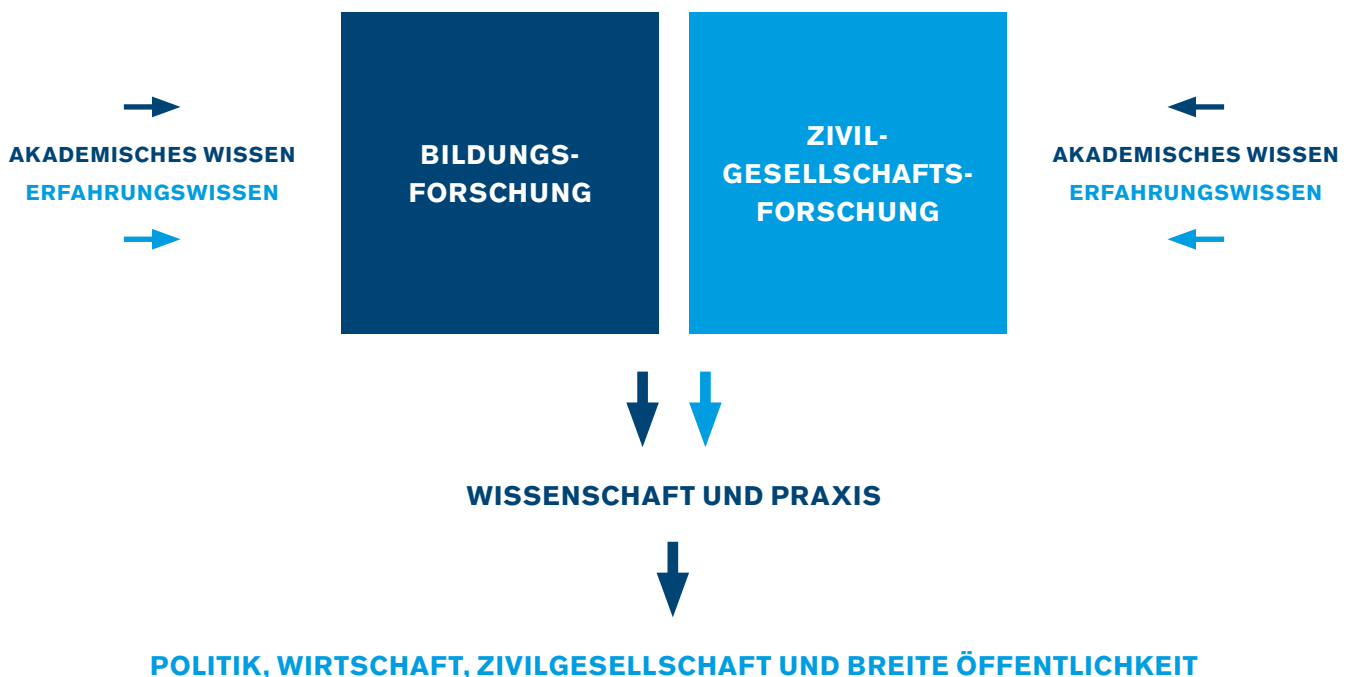 AKADEMISCHES WISSEN
ERFAHRUNGSWISSEN
BILDUNGS-
FORSCHUNG
ZIVIL-
GESELLSCHAFTS-
FORSCHUNG
AKADEMISCHES WISSEN
ERFAHRUNGSWISSEN
WISSENSCHAFT UND PRAXIS
POLITIK, WIRTSCHAFT, ZIVILGESELLSCHAFT UND BREITE ÖFFENTLICHKEIT